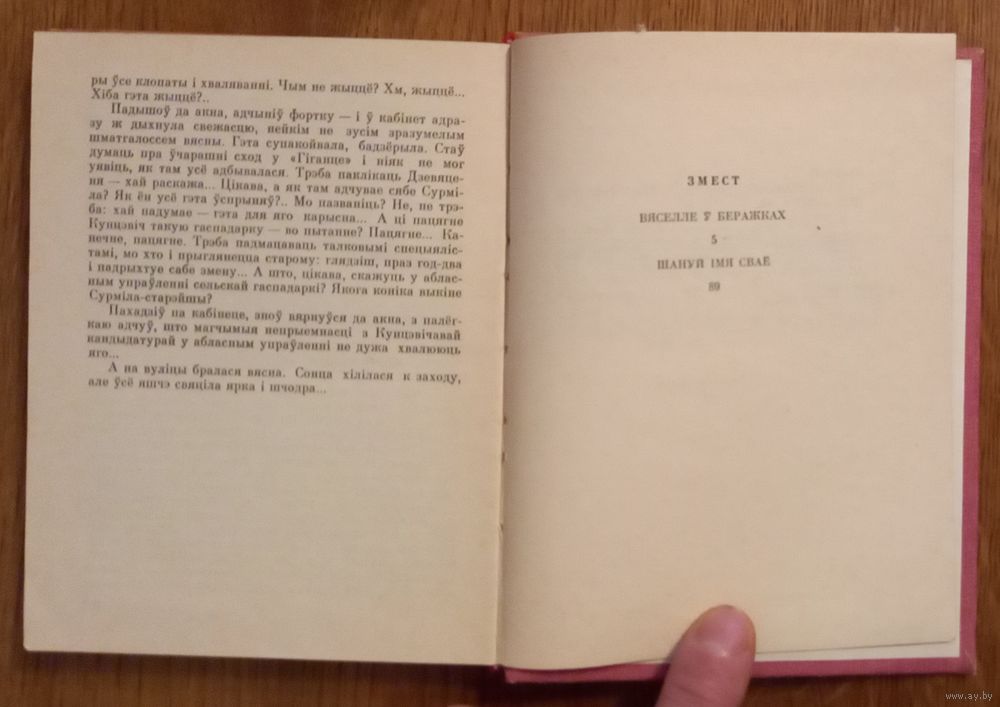 ры ўсе клопаты і хваляванні. Чым не жыццё? Хм, жыццё...
Хіба гэта жыццё?..
Падышоў да акна, адчыніў фортку — і ў кабінет адра-
зу ж дыхнула свежасцю, нейкім не зусім зразумелым
шматгалоссем вясны. Гэта супакойвала, бадзёрыла. Стаў
думаць пра ўчарашні сход у «Гіганце» і ніяк не мог
уявіць, як там усё адбывалася. Трэба паклікаць Дзевяце-
ня — хай раскажа... Цікава, а як там адчувае сябе Сурмі-
ла? Як ён усё гэта ўспрыняў?.. Мо пазваніць? Не, не трэ-
ба: хай падумае — гэта для яго карысна... А ці пацягне
Кунцэвіч такую гаспадарку — во пытанне? Пацягне... Ка-
печне, пацягне. Трэба падмацаваць талковымі спецыяліс-
тамі, мо хто і прыглянецца старому: глядзіш, праз год-два
і падрыхтуе сабе змену... А што, цікава, скажуць у аблас-
ным упраўленні сельскай гаспадаркі? Якога коніка выкіне
Сурміла-старэйшы?
Пахадзіў па кабінеце, зноў вярнуўся да акна, з палёг-
каю адчуў, што магчымыя непрыемнасці з Кунцэвічавай
кандыдатурай у абласным упраўленні не дужа хвалююць
яго...
А на вуліцы бралася вясна. Сонца хілілася к заходу,
але ўсё яшчэ свяціла ярка і шчодра...
ЗМЕСТ
ВЯСЕЛЛЕ Ў БЕРАЖКАХ
5
ШАНУЙ ІМЯ СВАЁ
89
www.ay.by